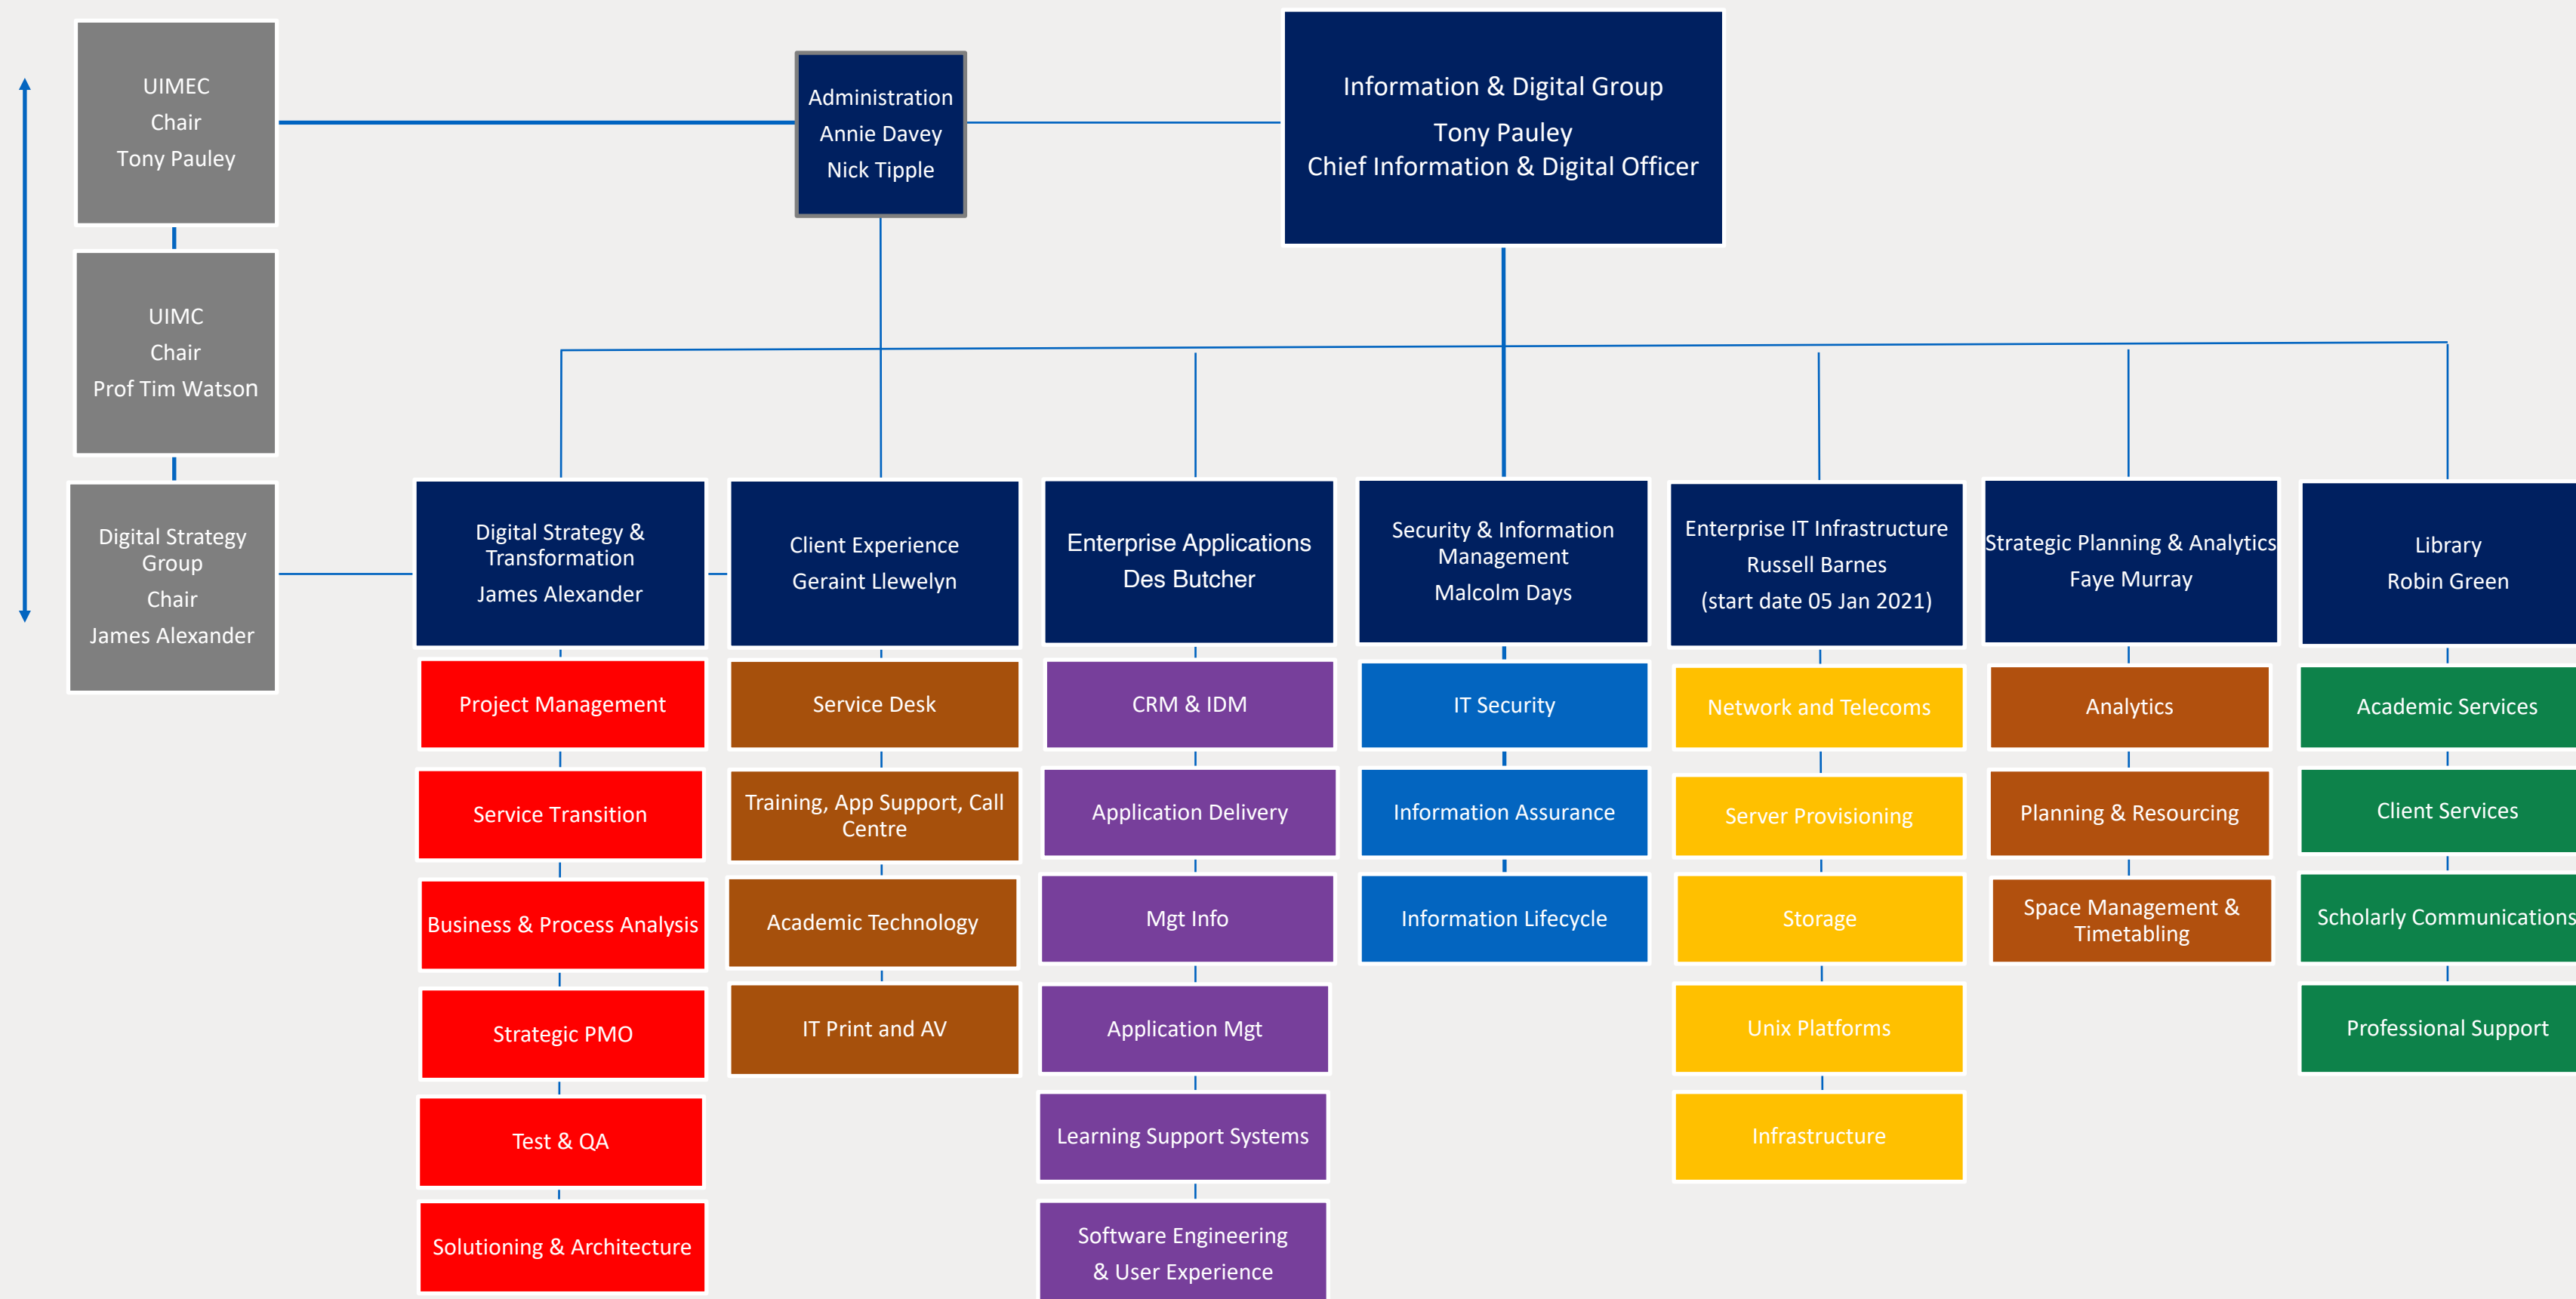 UIMEC
Chair
Tony Pauley
Administration
Annie Davey
Nick Tipple
Information & Digital Group
Tony Pauley
Chief Information & Digital Officer
UIMC
Chair
Prof Tim Watson
Digital Strategy
Group
Chair
James Alexander
Digital Strategy &
Transformation
James Alexander
Project Management
Service Transition
Business & Process Analysis
Strategic PMO
Test & QA
Solutioning & Architecture
Client Experience
Geraint Llewelyn
Service Desk
Training, App Support, Call
Centre
Academic Technology
IT Print and AV
Enterprise Applications
Des Butcher
CRM & IDM
Application Delivery
Mgt Info
Application Mgt
Learning Support Systems
Software Engineering
& User Experience
Security & Information
Management
Malcolm Days
IT Security
Information Assurance
Information Lifecycle
Enterprise IT Infrastructure
Russell Barnes
(start date 05 Jan 2021)
Network and Telecoms
Server Provisioning
Storage
Unix Platforms
Infrastructure
Strategic Planning & Analytics
Faye Murray
Analytics
Planning & Resourcing
Space Management &
Timetabling
Library
Robin Green
Academic Services
Client Services
Scholarly Communications
Professional Support